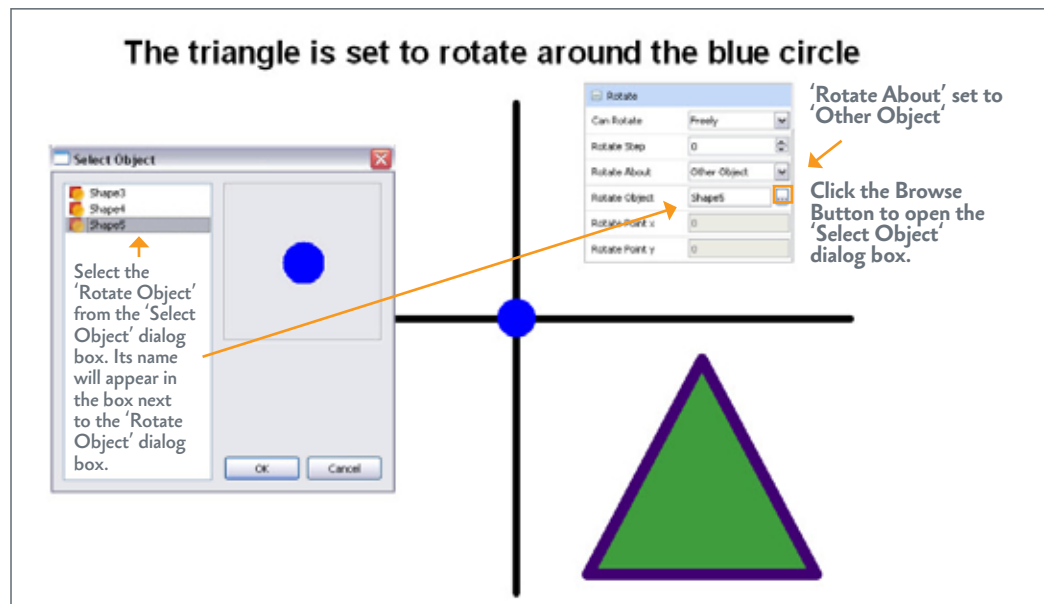 The triangle is set to rotate around the blue circle
Rotate
Can Rotate Freely
Rotate Step 0
Rotate About Other Object
Rotate Object Shape5 ...
Rotate Point x 0
Rotate Point y 0
‘Rotate About’ set to
‘Other Object‘
Click the Browse
Button to open the
‘Select Object‘
dialog box.
Select Object
Shape3
Shape4
Shape5
Select the
‘Rotate Object’
from the ‘Select
Object’ dialog
box. Its name
will appear in
the box next
to the ‘Rotate
Object’ dialog
box.
OK Cancel